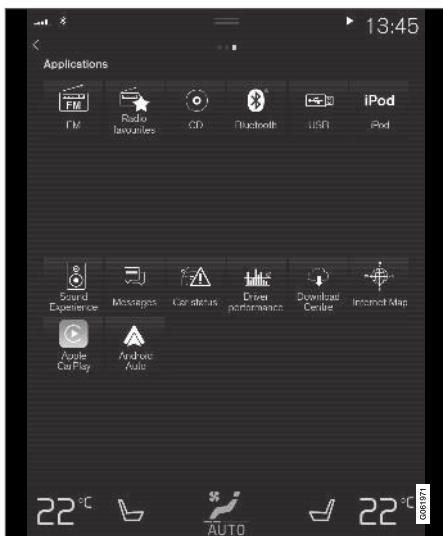 13:45
Applications
FM
iPod
FM
Radio
favourites
CD
Bluetooth
USB
iPod
Sound
Experience
Messages
Car status
Driver
performance
Download
Centre
Internet Map
Apple
CarPlay
Android
Auto
22°C
22°C
AUTO
G061971